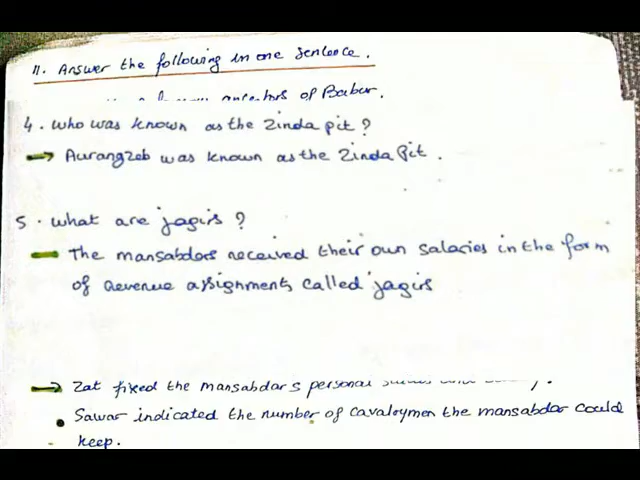 II. Answer the following in one sentence.
ancestors of Babur.
4. Who was known as the Zinda pit?
→ Aurangzeb was known as the Zinda Pit.
5. What are jagirs?
The mansabdars received their own salaries in the form
of revenue assignments called jagirs
→ Zat fixed the mansabdar's personal
• Sawar indicated the number of cavalrymen the mansabdar could
keep.